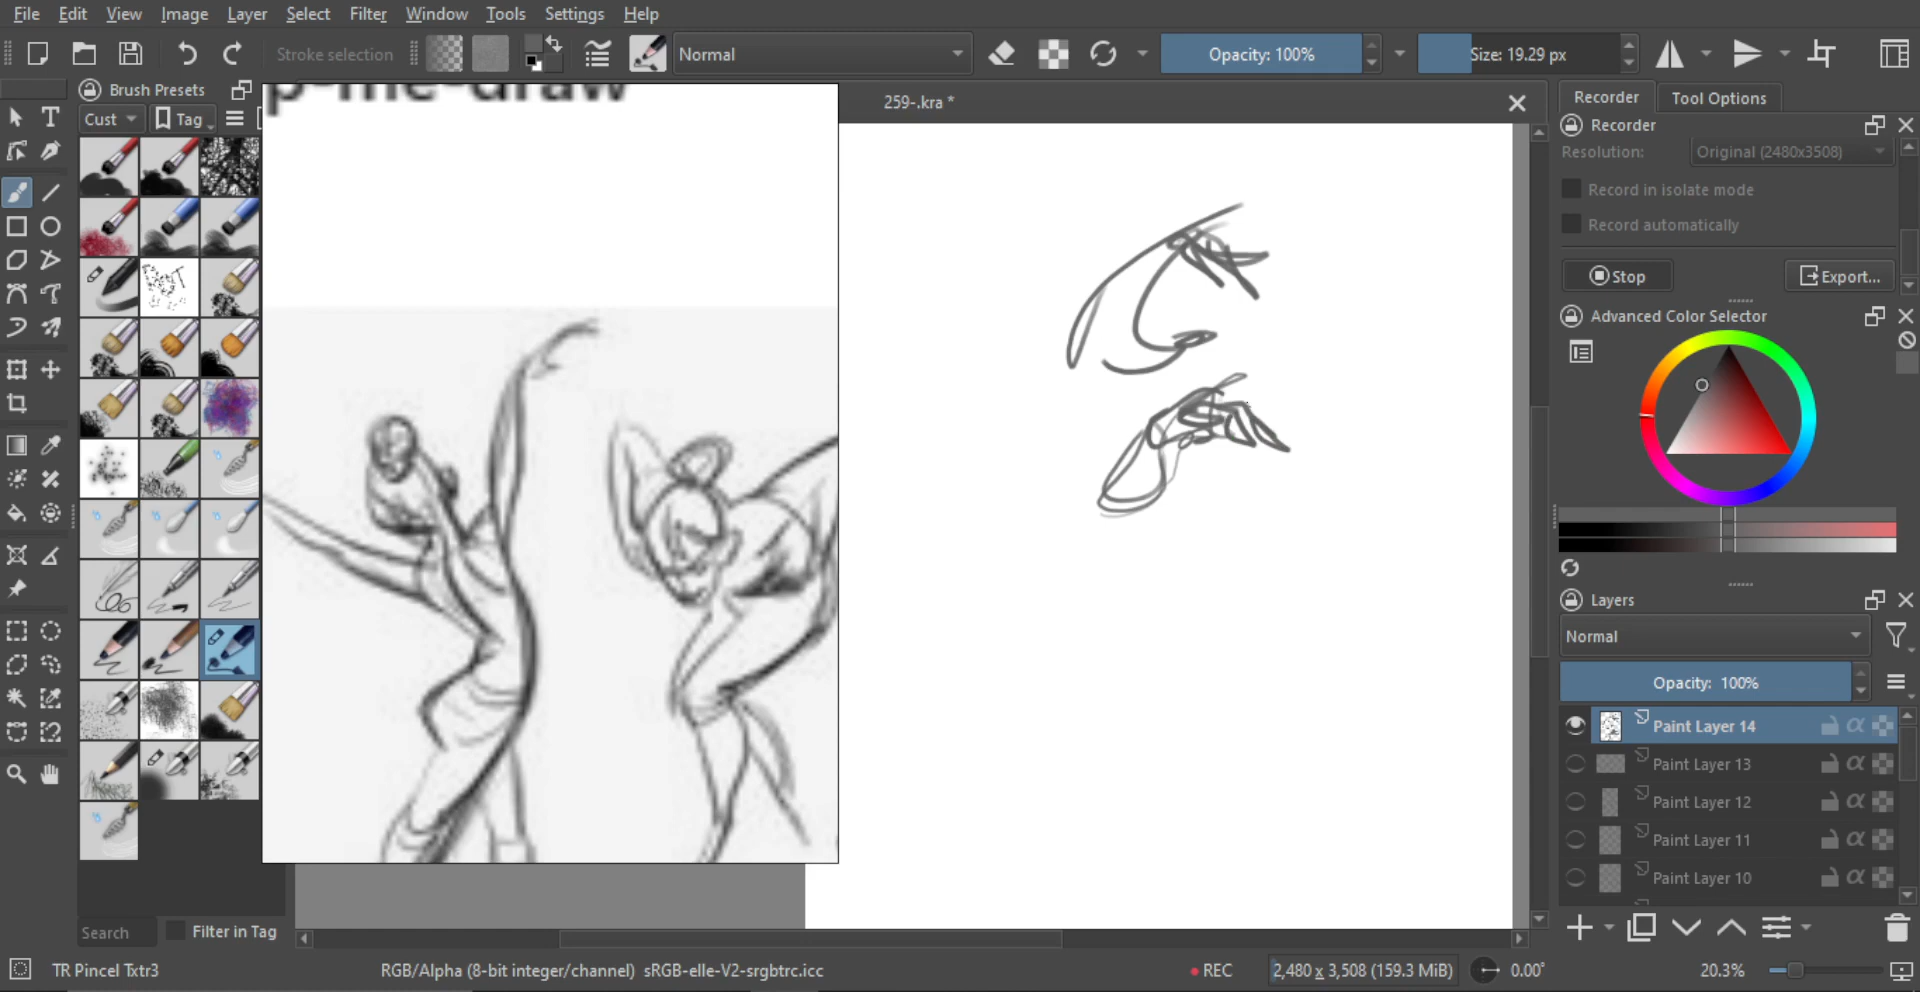 File Edit View Image Layer Select Filter Window Tools Settings Help
Stroke selection Normal Opacity: 100% Size: 19.29 px
Brush Presets
Cust Tag
p-me-draw
259-.kra *
Recorder Tool Options
Recorder
Resolution: Original (2480x3508)
Record in isolate mode
Record automatically
Stop Export...
Advanced Color Selector
Layers
Normal
Opacity: 100%
Paint Layer 14
Paint Layer 13
Paint Layer 12
Paint Layer 11
Paint Layer 10
Search Filter in Tag
TR Pincel Txtr3 RGB/Alpha (8-bit integer/channel) sRGB-elle-V2-srgbtrc.icc REC 2,480 x 3,508 (159.3 MiB) 0.00° 20.3%